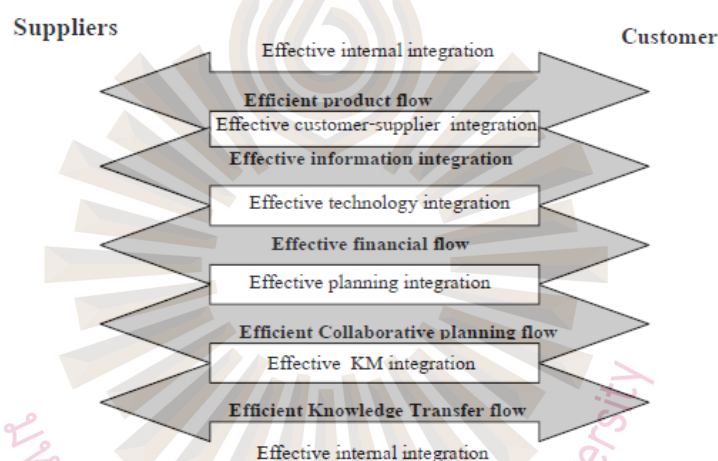 Suppliers
Customer
Effective internal integration
Efficient product flow
Effective customer-supplier integration
Effective information integration
Effective technology integration
Effective financial flow
Effective planning integration
Efficient Collaborative planning flow
Effective KM integration
Efficient Knowledge Transfer flow
Effective internal integration